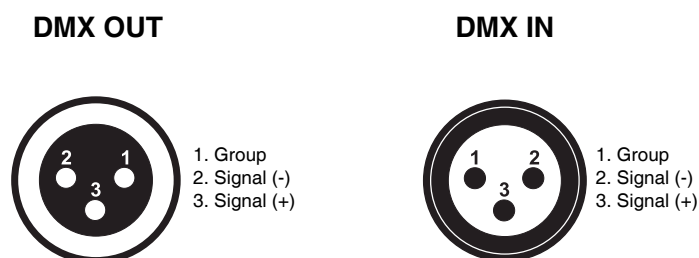 DMX OUT
2 1
3
1. Group
2. Signal (-)
3. Signal (+)
DMX IN
1 2
3
1. Group
2. Signal (-)
3. Signal (+)